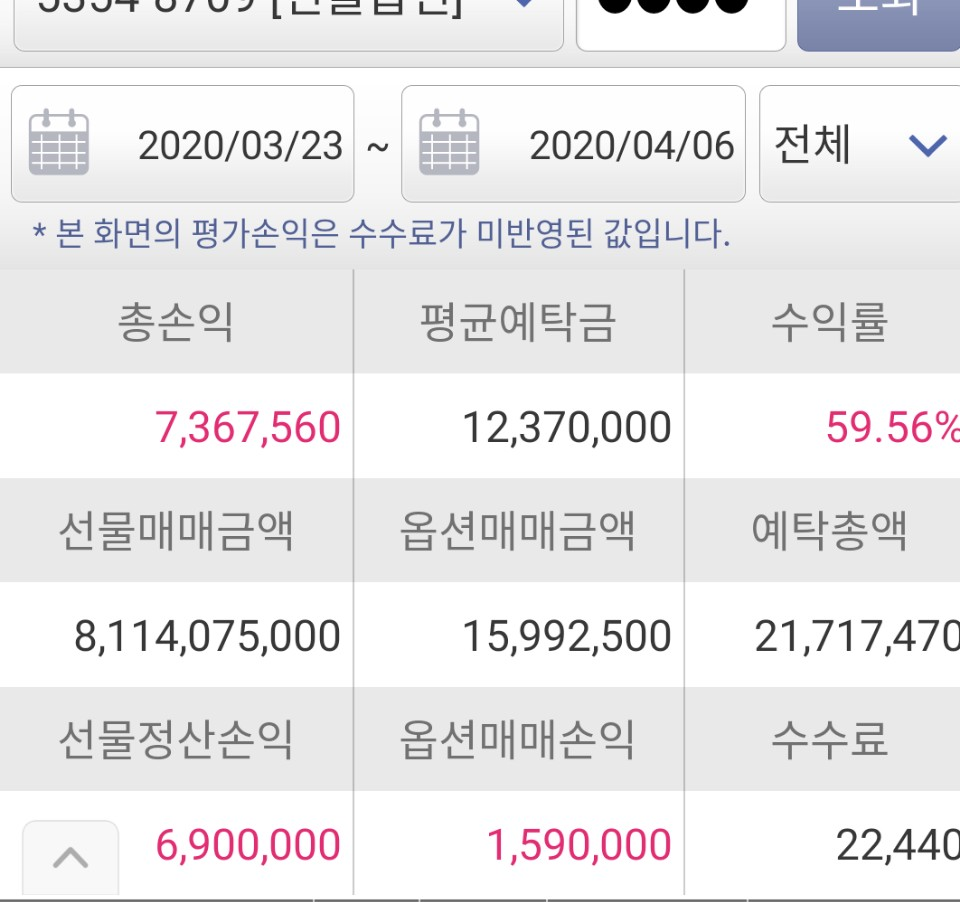 2020/03/23 ~ 2020/04/06 전체
* 본 화면의 평가손익은 수수료가 미반영된 값입니다.
총손익 평균예탁금 수익률
7,367,560 12,370,000 59.56%
선물매매금액 옵션매매금액 예탁총액
8,114,075,000 15,992,500 21,717,470
선물정산손익 옵션매매손익 수수료
6,900,000 1,590,000 22,440